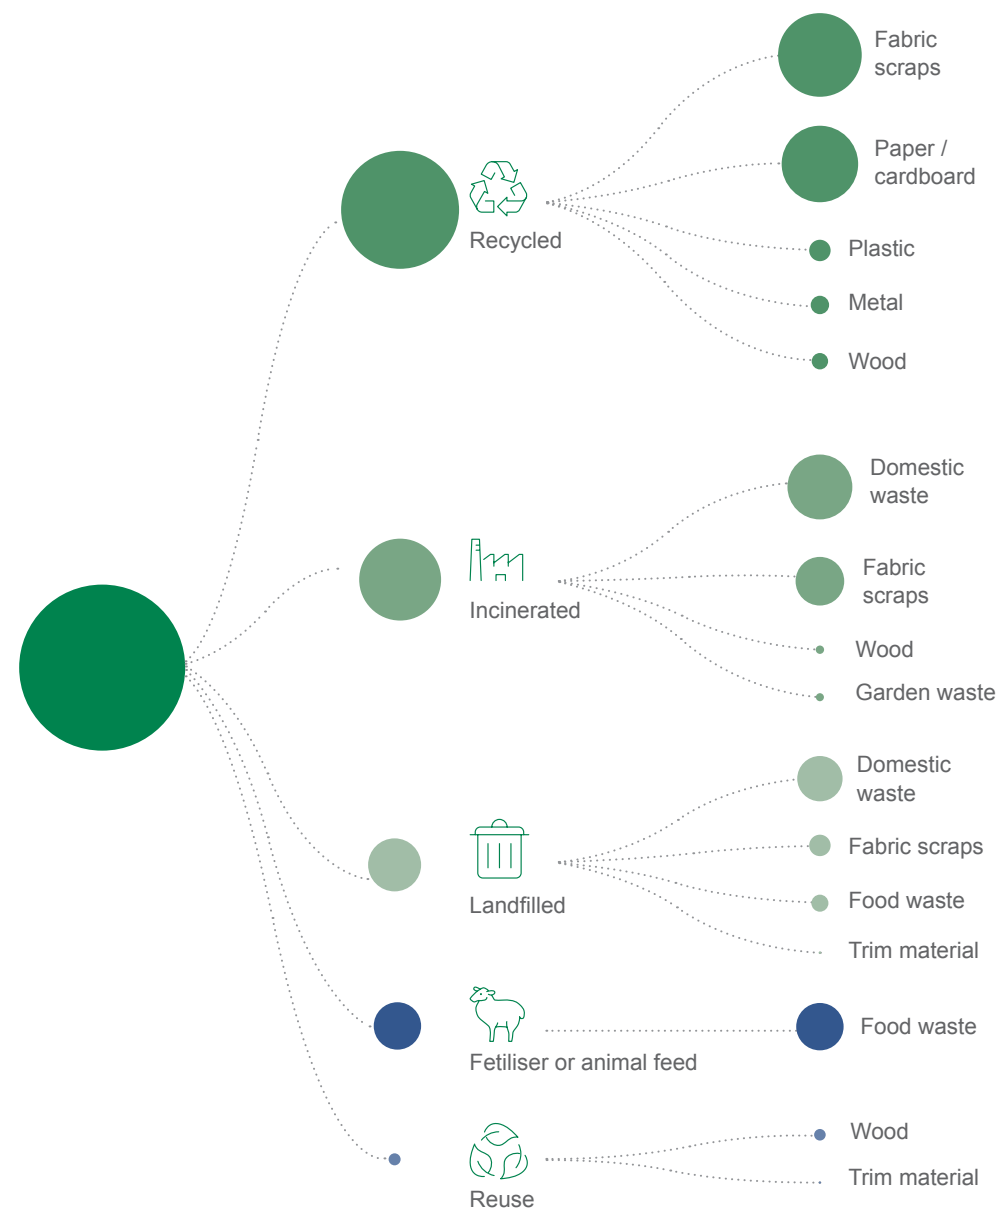 Fabric
scraps
Paper /
cardboard
Recycled
Plastic
Metal
Wood
Domestic
waste
Incinerated
Fabric
scraps
Wood
Garden waste
Domestic
waste
Landfilled
Fabric scraps
Food waste
Trim material
Fetiliser or animal feed
Food waste
Reuse
Wood
Trim material